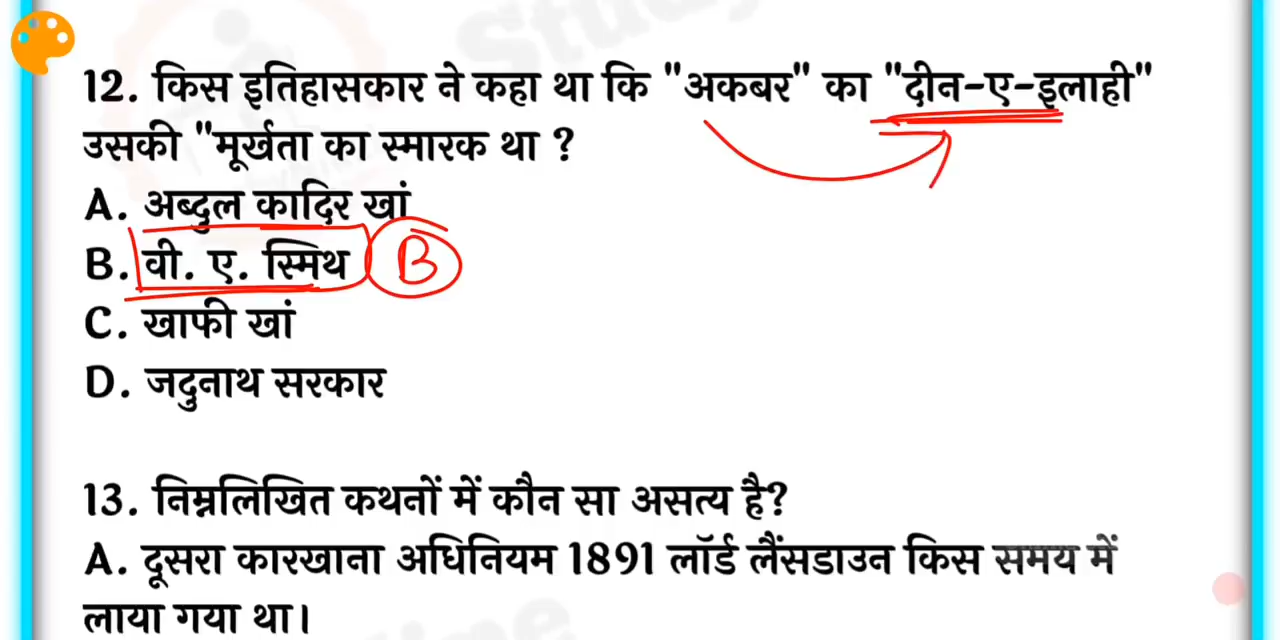 12. किस इतिहासकार ने कहा था कि "अकबर" का "दीन-ए-इलाही"
उसकी "मूर्खता का स्मारक था ?
A. अब्दुल कादिर खां
B. वी. ए. स्मिथ B
C. खाफी खां
D. जदुनाथ सरकार
13. निम्नलिखित कथनों में कौन सा असत्य है?
A. दूसरा कारखाना अधिनियम 1891 लॉर्ड लैंसडाउन किस समय में
लाया गया था।